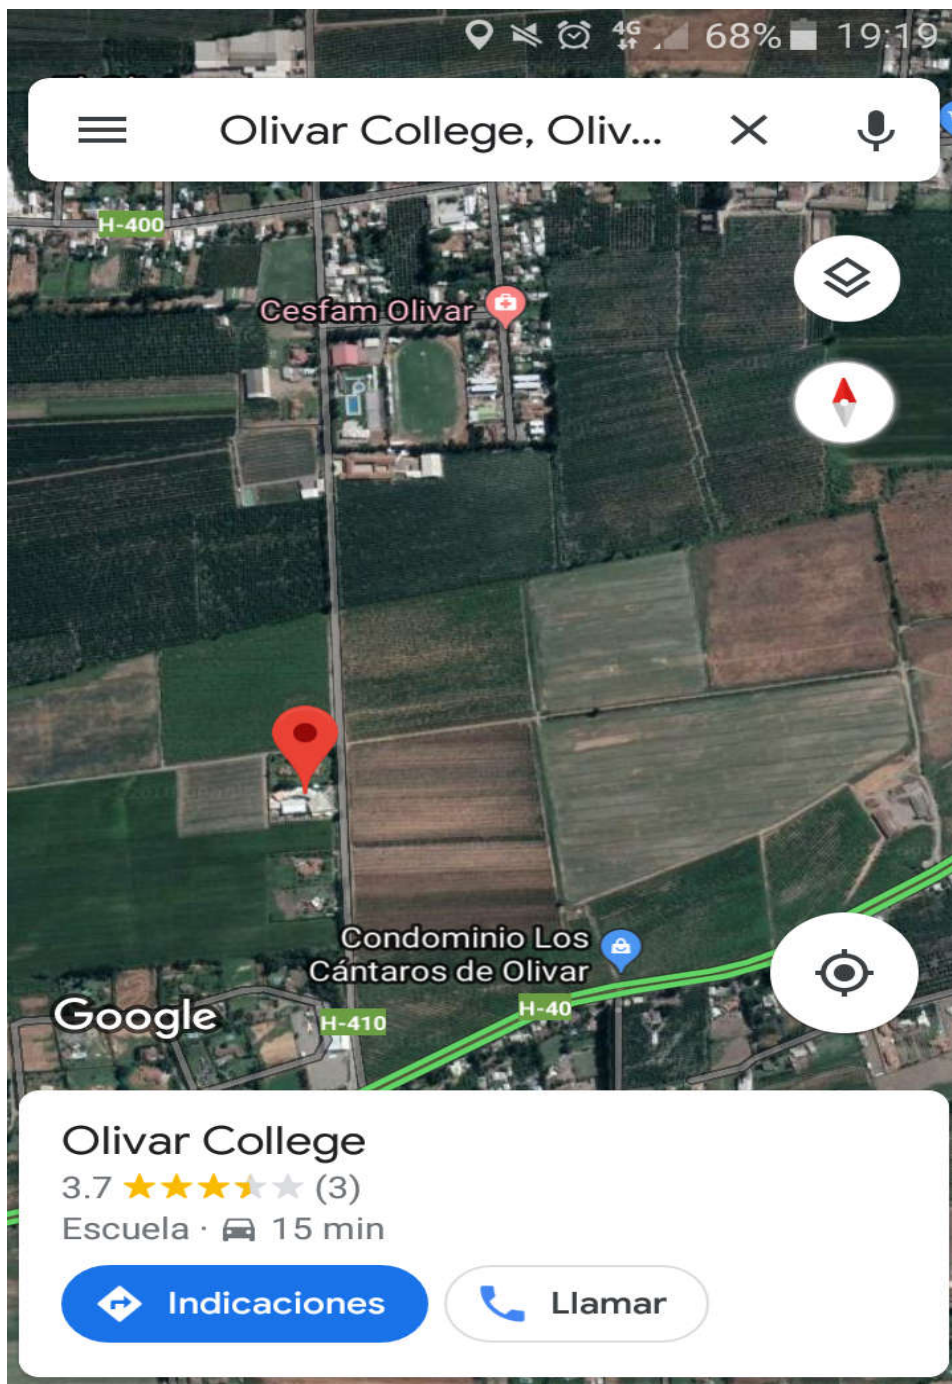 4G 68% 19:19
Olivar College, Oliv...
H-400
Cesfam Olivar
Condominio Los
Cántaros de Olivar
H-40
Google
H-410
Olivar College
3.7 (3)
Escuela · 15 min
Indicaciones
Llamar